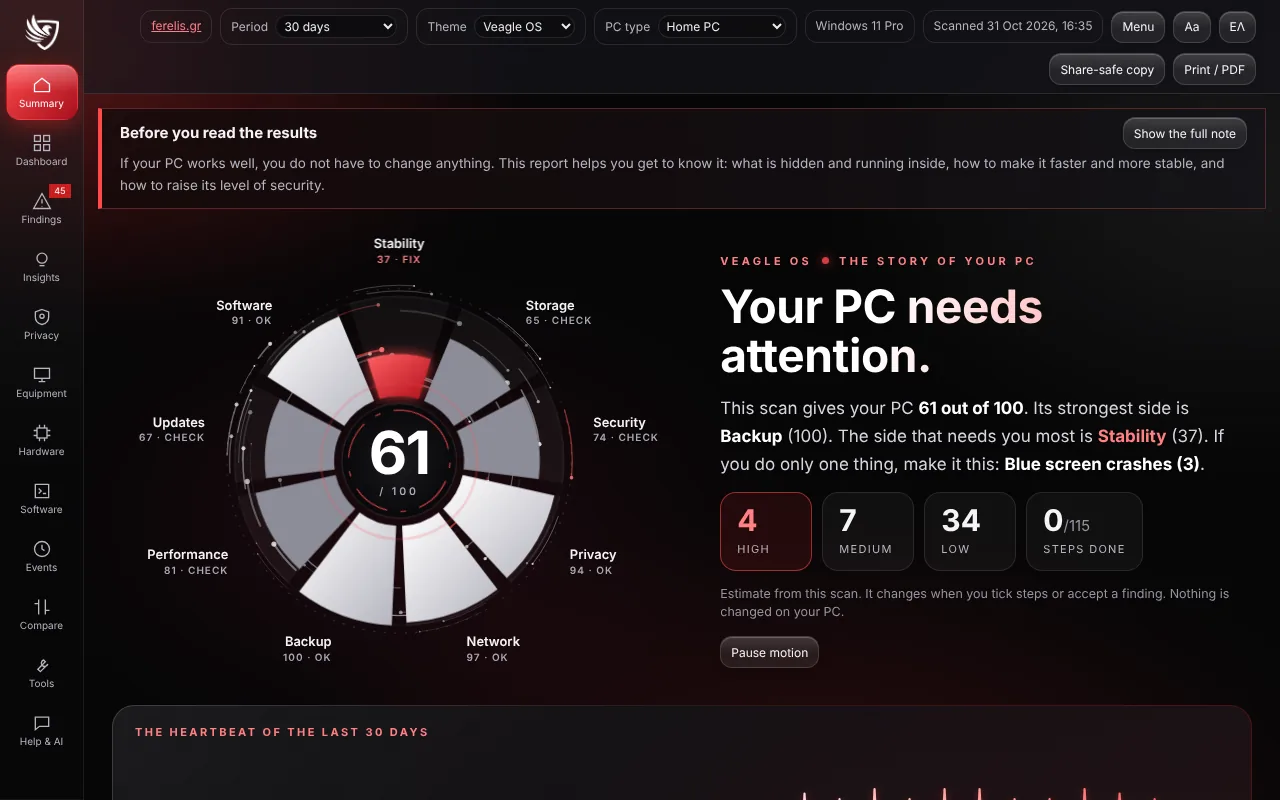 ferelis.gr
Period 30 days
Theme Veagle OS
PC type Home PC
Windows 11 Pro
Scanned 31 Oct 2026, 16:35
Menu
Aa
ΕΛ
Share-safe copy
Print / PDF
Summary
Dashboard
45
Findings
Insights
Privacy
Equipment
Hardware
Software
Events
Compare
Tools
Help & AI
Before you read the results
Show the full note
If your PC works well, you do not have to change anything. This report helps you get to know it: what is hidden and running inside, how to make it faster and more stable, and
how to raise its level of security.
Stability
37 · FIX
Software
91 · OK
Storage
65 · CHECK
Updates
67 · CHECK
Security
74 · CHECK
61
/ 100
Performance
81 · CHECK
Privacy
94 · OK
Backup
100 · OK
Network
97 · OK
VEAGLE OS THE STORY OF YOUR PC
Your PC needs
attention.
This scan gives your PC 61 out of 100. Its strongest side is
Backup (100). The side that needs you most is Stability (37). If
you do only one thing, make it this: Blue screen crashes (3).
4
HIGH
7
MEDIUM
34
LOW
0/115
STEPS DONE
Estimate from this scan. It changes when you tick steps or accept a finding. Nothing is
changed on your PC.
Pause motion
THE HEARTBEAT OF THE LAST 30 DAYS